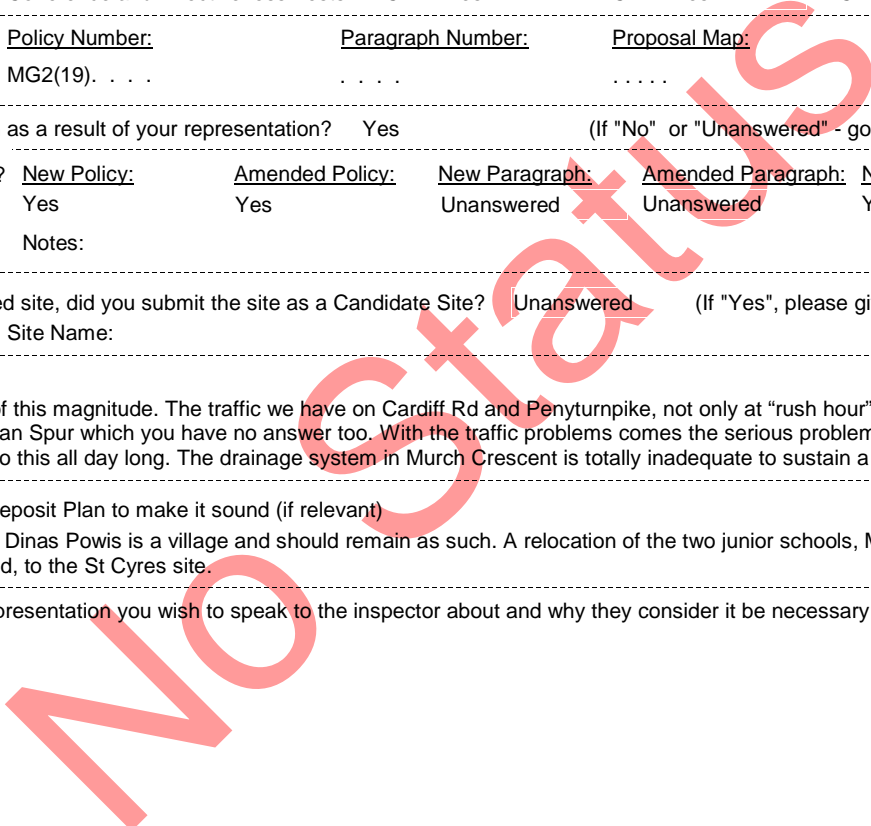 Policy Number: Paragraph Number: Proposal Map:
MG2(19). . . . . . . . . . . . .
as a result of your representation? Yes (If "No" or "Unanswered" - go
? New Policy: Amended Policy: New Paragraph: Amended Paragraph: N
Yes Yes Unanswered Unanswered Y
Notes:
ed site, did you submit the site as a Candidate Site? Unanswered (If "Yes", please gi
Site Name:
of this magnitude. The traffic we have on Cardiff Rd and Penyturnpike, not only at “rush hour”
an Spur which you have no answer too. With the traffic problems comes the serious problem
o this all day long. The drainage system in Murch Crescent is totally inadequate to sustain a
eposit Plan to make it sound (if relevant)
Dinas Powis is a village and should remain as such. A relocation of the two junior schools, M
d, to the St Cyres site.
presentation you wish to speak to the inspector about and why they consider it be necessary
No Status